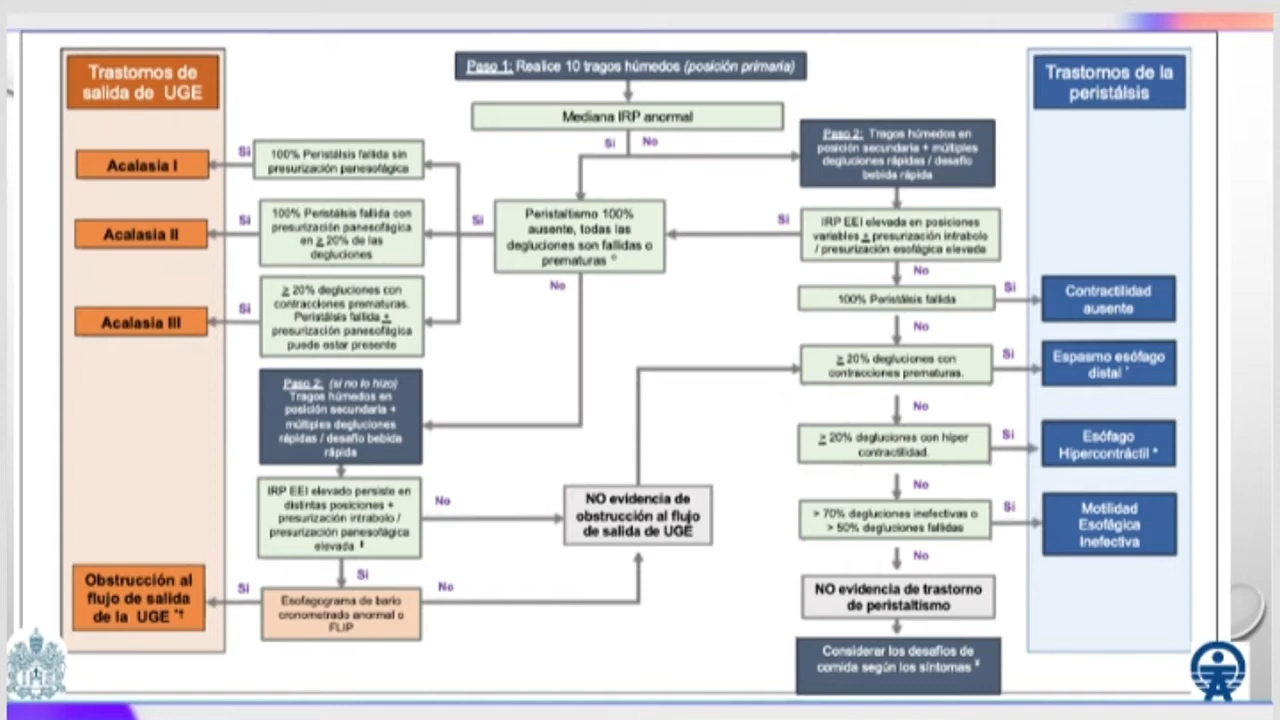 Trastornos de
salida de UGE
Acalasia I
Acalasia II
Acalasia III
Obstrucción al
flujo de salida
de la UGE *†
Paso 1: Realice 10 tragos húmedos (posición primaria)
Mediana IRP anormal
Si
No
100% Peristálsis fallida sin
presurización panesofágica
Si
100% Peristálsis fallida con
presurización panesofágica
en ≥ 20% de las
degluciones
Si
≥ 20% degluciones con
contracciones prematuras.
Peristálsis fallida ±
presurización panesofágica
puede estar presente
Si
Peristaltismo 100%
ausente, todas las
degluciones son fallidas o
prematuras
Si
No
Paso 2: (si no lo hizo)
Tragos húmedos en
posición secundaria +
múltiples degluciones
rápidas / desafío bebida
rápida
IRP EEI elevado persiste en
distintas posiciones +
presurización intrabolo /
presurización panesofágica
elevada
No
Si
Esofagograma de bario
cronometrado anormal o
FLIP
Si
No
NO evidencia de
obstrucción al flujo
de salida de UGE
Paso 2: Tragos húmedos en
posición secundaria + múltiples
degluciones rápidas / desafío
bebida rápida
IRP EEI elevada en posiciones
variables ± presurización intrabolo
/ presurización esofágica elevada
Si
No
100% Peristálsis fallida
Si
No
≥ 20% degluciones con
contracciones prematuras.
Si
No
≥ 20% degluciones con hiper
contractilidad.
Si
No
> 70% degluciones inefectivas o
> 50% degluciones fallidas
Si
No
NO evidencia de trastorno
de peristaltismo
Considerar los desafíos de
comida según los síntomas ¥
Trastornos de la
peristálsis
Contractilidad
ausente
Espasmo esófago
distal *
Esófago
Hipercontráctil *
Motilidad
Esofágica
Inefectiva